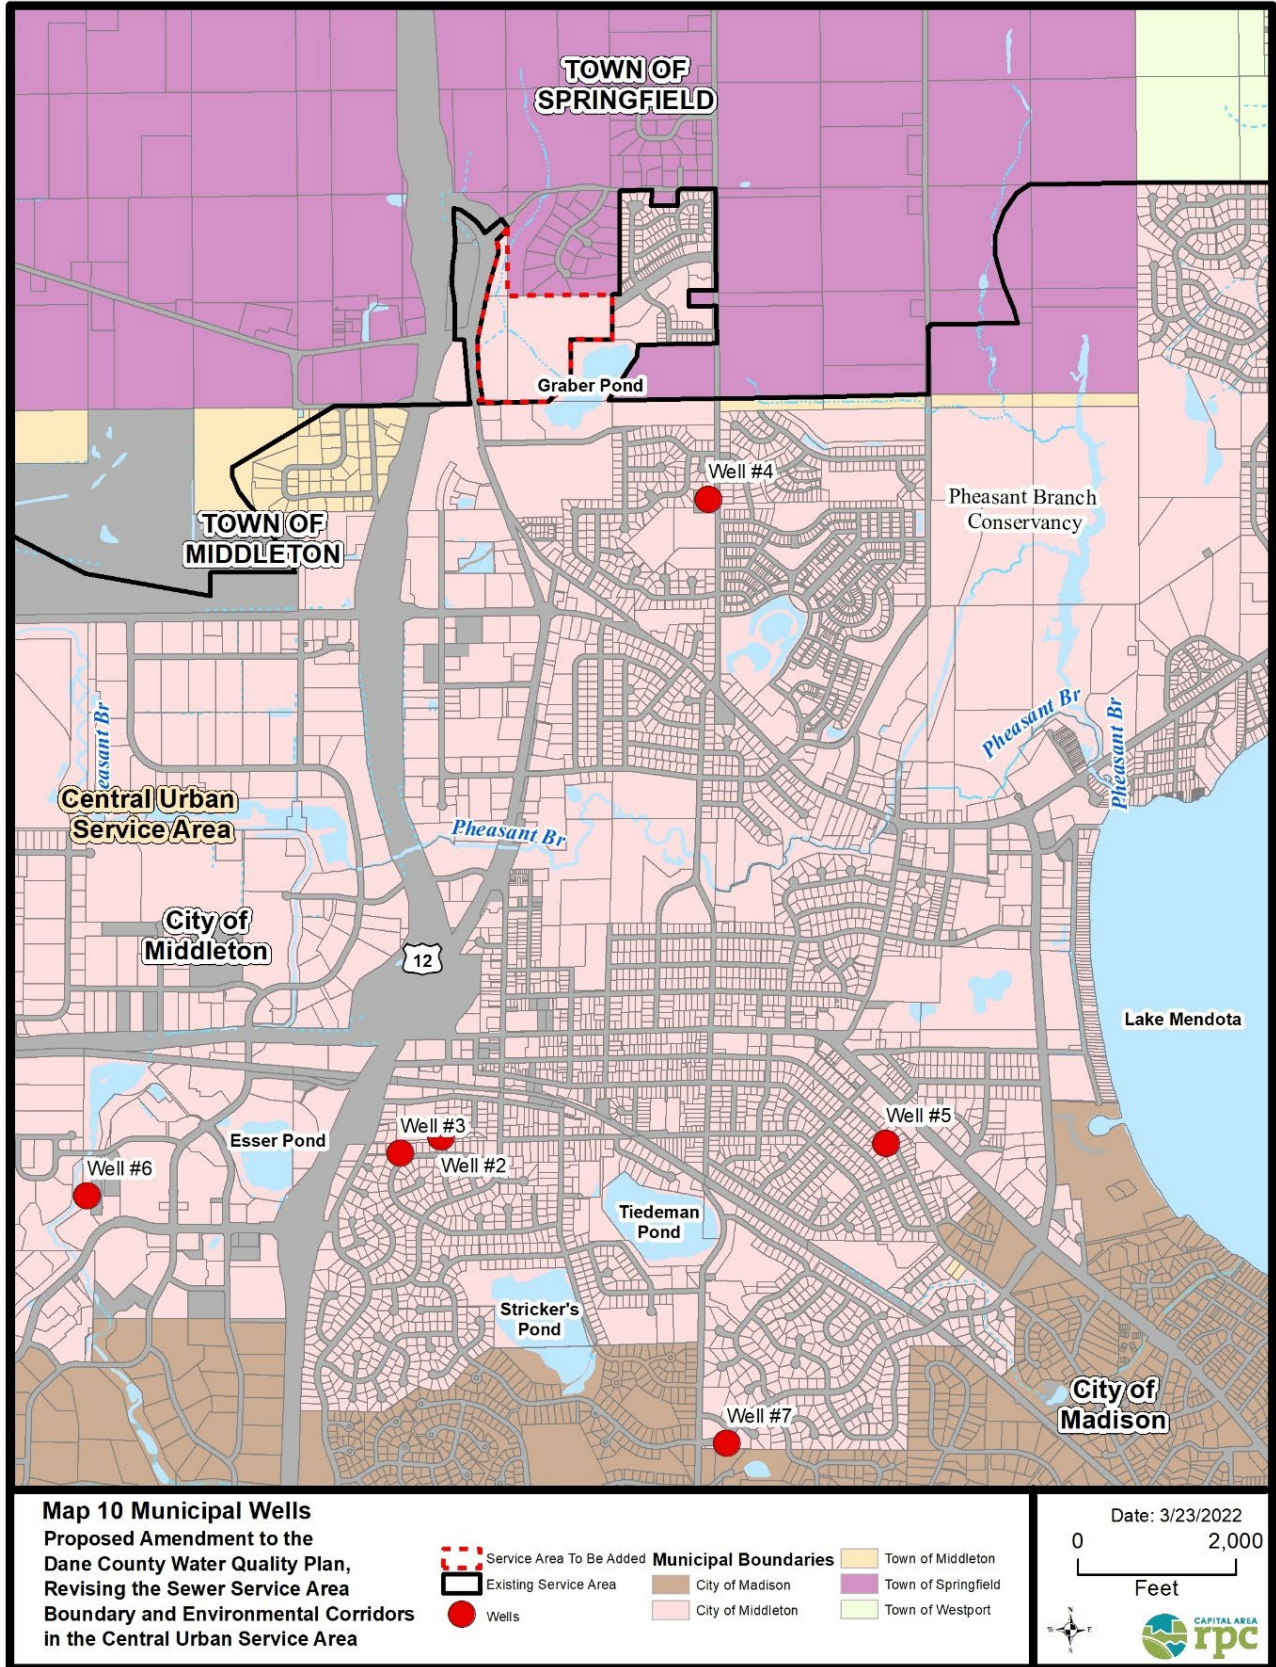 TOWN OF
SPRINGFIELD
Graber Pond
Well #4
Pheasant Branch
Conservancy
TOWN OF
MIDDLETON
Pheasant Br
Pheasant Br
easant Br
Central Urban
Service Area
Pheasant Br
City of
Middleton
12
Lake Mendota
Well #3
Well #5
Esser Pond
Well #2
Well #6
Tiedeman
Pond
Stricker's
Pond
City of
Madison
Well #7
Map 10 Municipal Wells
Proposed Amendment to the
Dane County Water Quality Plan,
Revising the Sewer Service Area
Boundary and Environmental Corridors
in the Central Urban Service Area
Service Area To Be Added
Existing Service Area
Wells
Municipal Boundaries
City of Madison
City of Middleton
Town of Middleton
Town of Springfield
Town of Westport
Date: 3/23/2022
0 2,000
Feet
N
W E
S
CAPITAL AREA
rpc